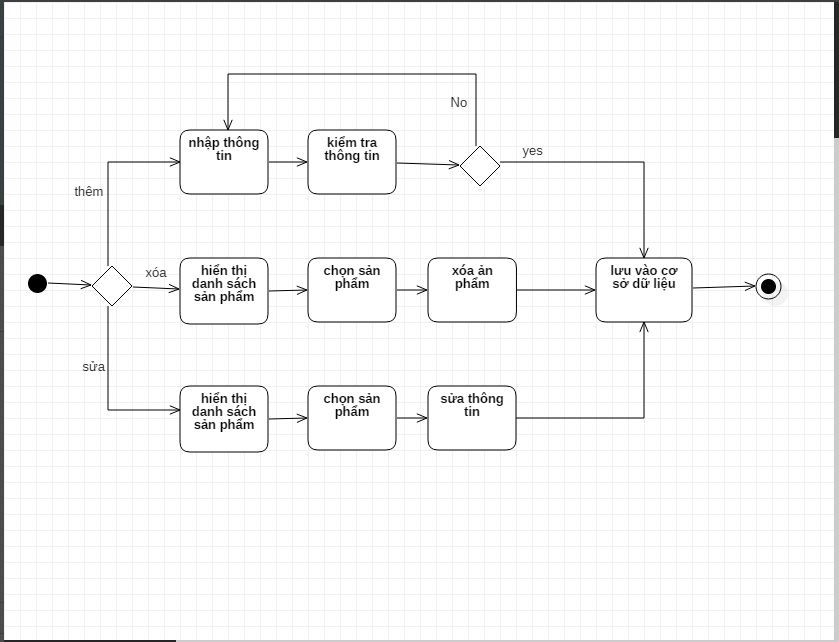 No
nhập thông
tin
kiểm tra
thông tin
yes
thêm
xóa
hiển thị
danh sách
sản phẩm
chọn sản
phẩm
xóa ản
phẩm
lưu vào cơ
sở dữ liệu
sửa
hiển thị
danh sách
sản phẩm
chọn sản
phẩm
sửa thông
tin